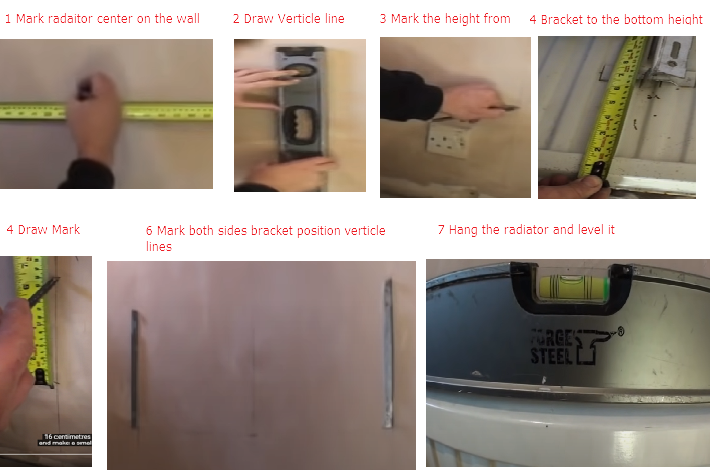 1 Mark radaitor center on the wall
2 Draw Verticle line
3 Mark the height from
4 Bracket to the bottom height
4 Draw Mark
6 Mark both sides bracket position verticle
lines
7 Hang the radiator and level it
16 centimetres
and make a smal
FORGE
STEEL
®